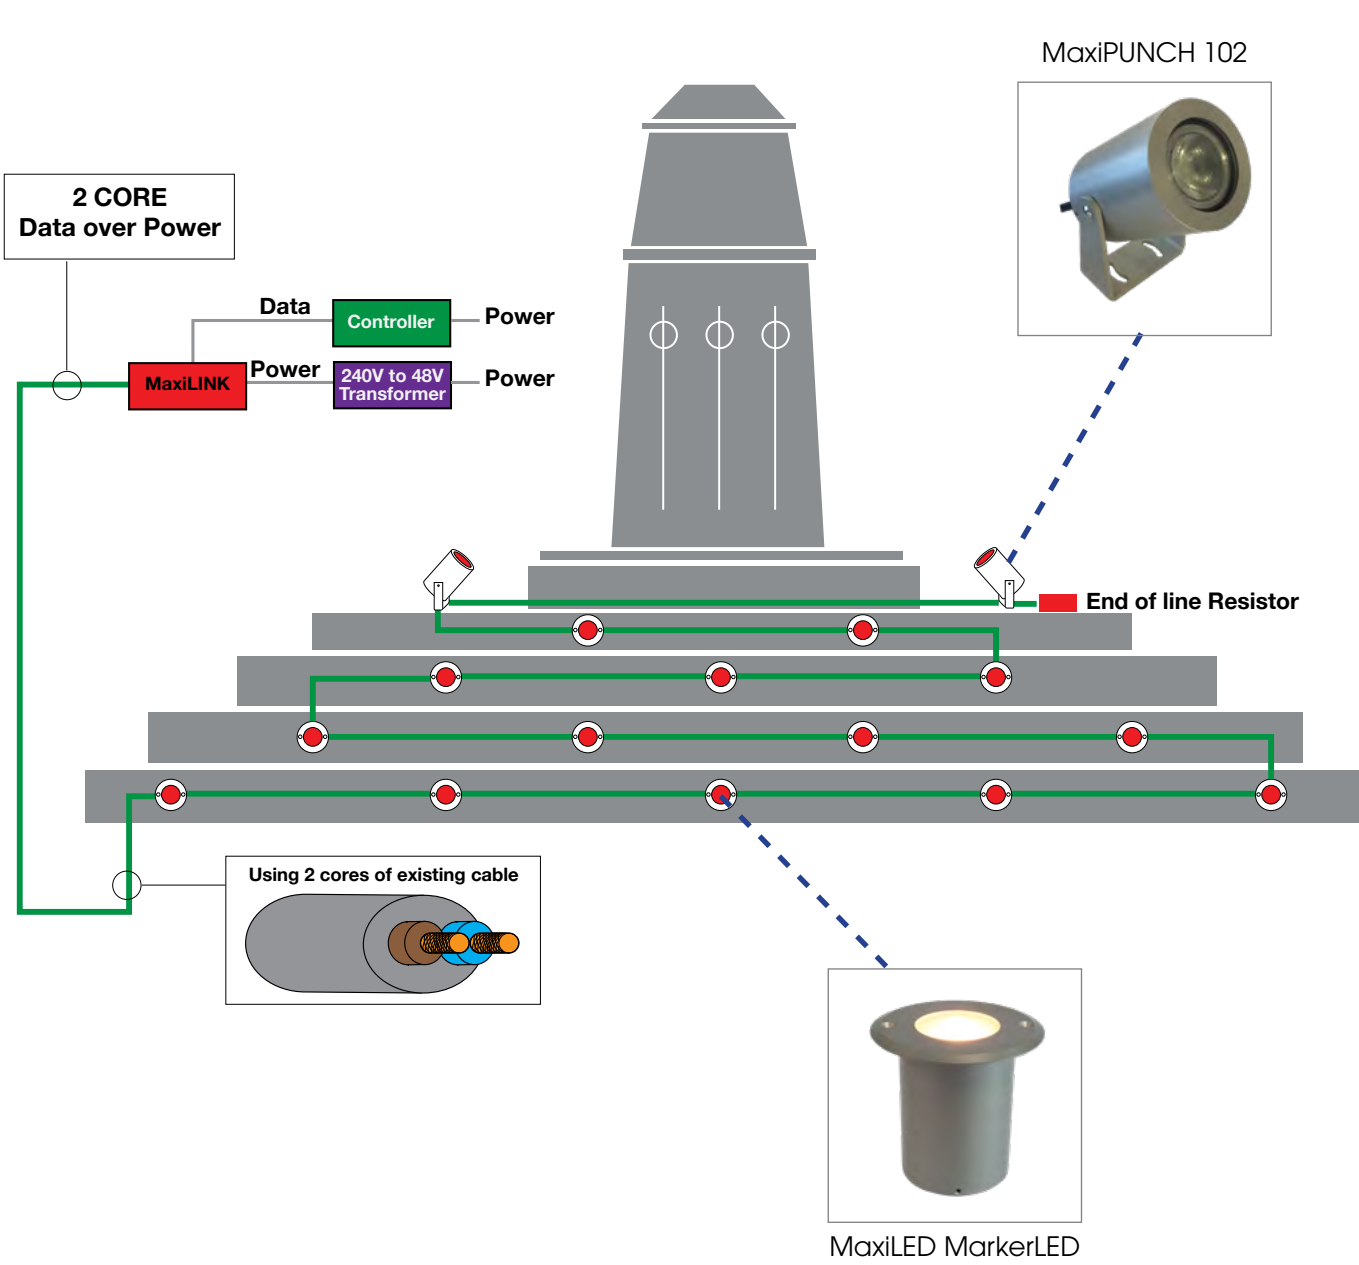 MaxiPUNCH 102
2 CORE
Data over Power
Data
Controller
Power
MaxiLINK
Power
240V to 48V
Transformer
Power
End of line Resistor
Using 2 cores of existing cable
MaxiLED MarkerLED